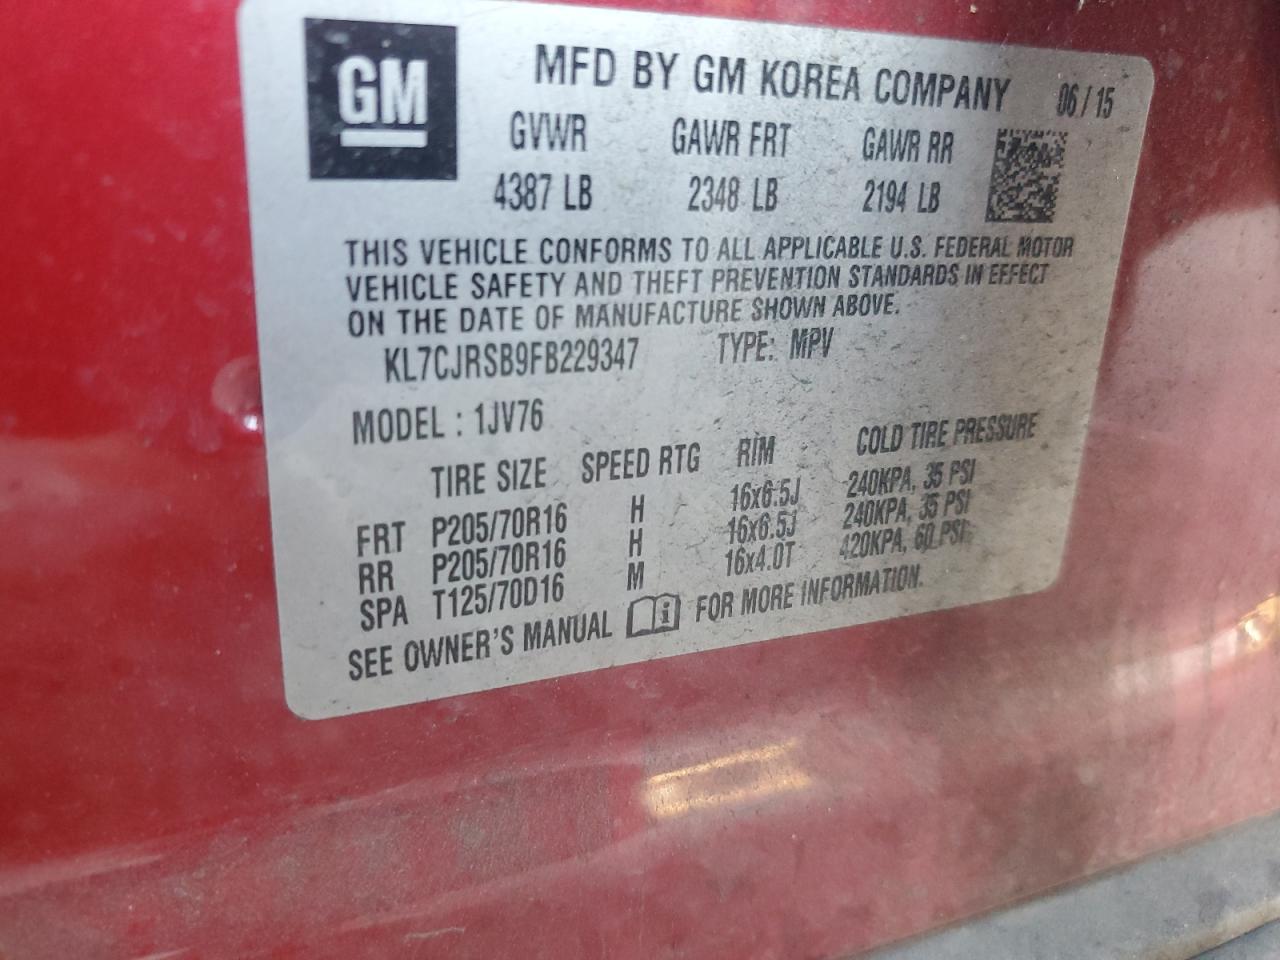 GM
MFD BY GM KOREA COMPANY 06/15
GVWR GAWR FRT GAWR RR
4387 LB 2348 LB 2194 LB
THIS VEHICLE CONFORMS TO ALL APPLICABLE U.S. FEDERAL MOTOR
VEHICLE SAFETY AND THEFT PREVENTION STANDARDS IN EFFECT
ON THE DATE OF MANUFACTURE SHOWN ABOVE.
KL7CJRSB9FB229347 TYPE: MPV
MODEL : 1JV76
TIRE SIZE SPEED RTG RIM COLD TIRE PRESSURE
FRT P205/70R16 H 16x6.5J 240KPA, 35 PSI
RR P205/70R16 H 16x6.5J 240KPA, 35 PSI
SPA T125/70D16 M 16x4.0T 420KPA, 60 PSI
SEE OWNER'S MANUAL i FOR MORE INFORMATION.